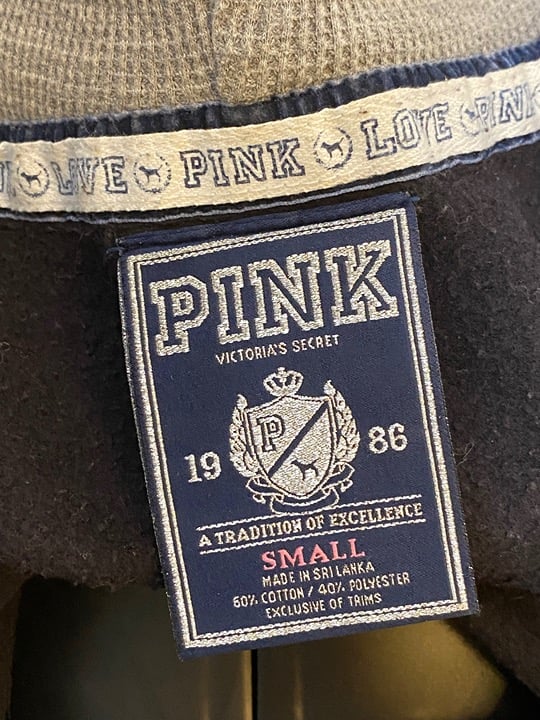 LOVE PINK LOVE PINK
PINK
VICTORIA'S SECRET
P
19 86
A TRADITION OF EXCELLENCE
SMALL
MADE IN SRI LANKA
60% COTTON / 40% POLYESTER
EXCLUSIVE OF TRIMS